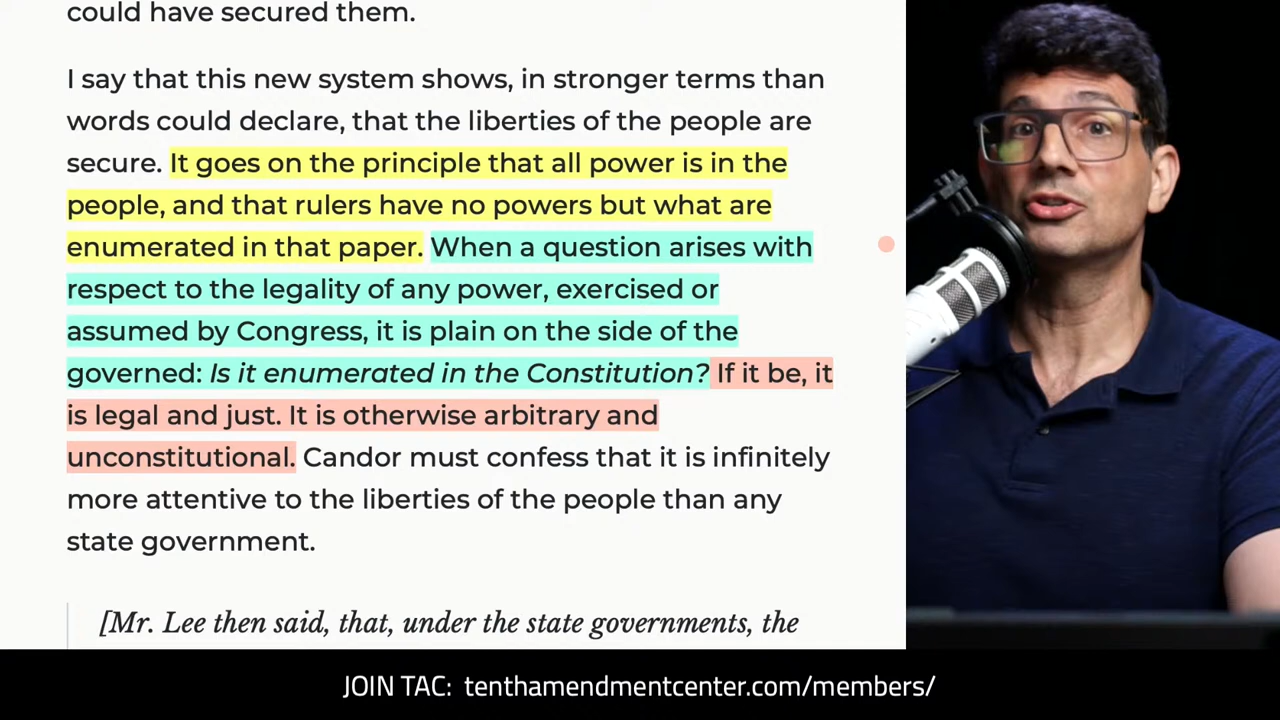 could have secured them.
I say that this new system shows, in stronger terms than
words could declare, that the liberties of the people are
secure. It goes on the principle that all power is in the
people, and that rulers have no powers but what are
enumerated in that paper. When a question arises with
respect to the legality of any power, exercised or
assumed by Congress, it is plain on the side of the
governed: Is it enumerated in the Constitution? If it be, it
is legal and just. It is otherwise arbitrary and
unconstitutional. Candor must confess that it is infinitely
more attentive to the liberties of the people than any
state government.
[Mr. Lee then said, that, under the state governments, the
JOIN TAC: tenthamendmentcenter.com/members/